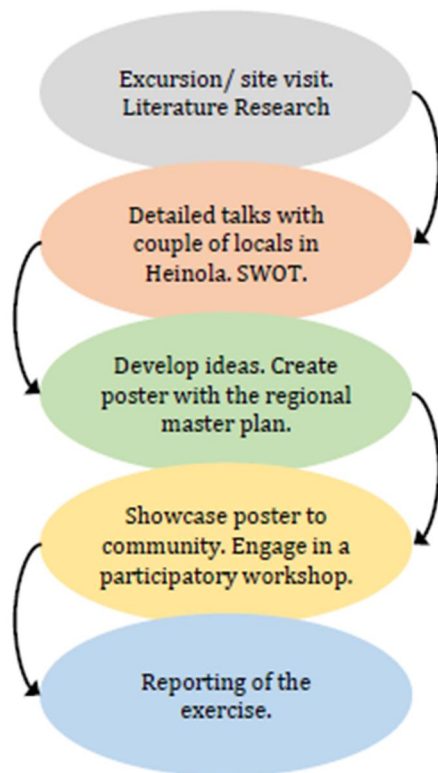 Excursion/ site visit.
Literature Research
Detailed talks with
couple of locals in
Heinola. SWOT.
Develop ideas. Create
poster with the regional
master plan.
Showcase poster to
community. Engage in a
participatory workshop.
Reporting of the
exercise.